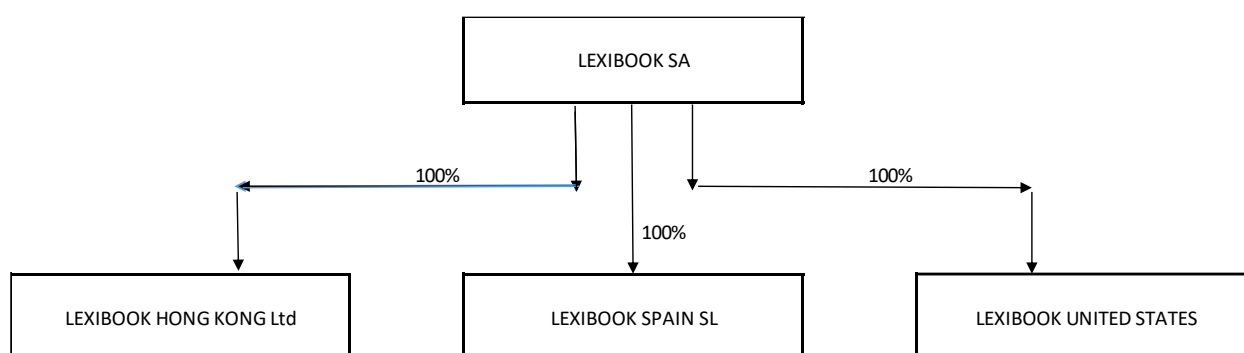 LEXIBOOK SA
100%
100%
100%
LEXIBOOK HONG KONG Ltd
LEXIBOOK SPAIN SL
LEXIBOOK UNITED STATES